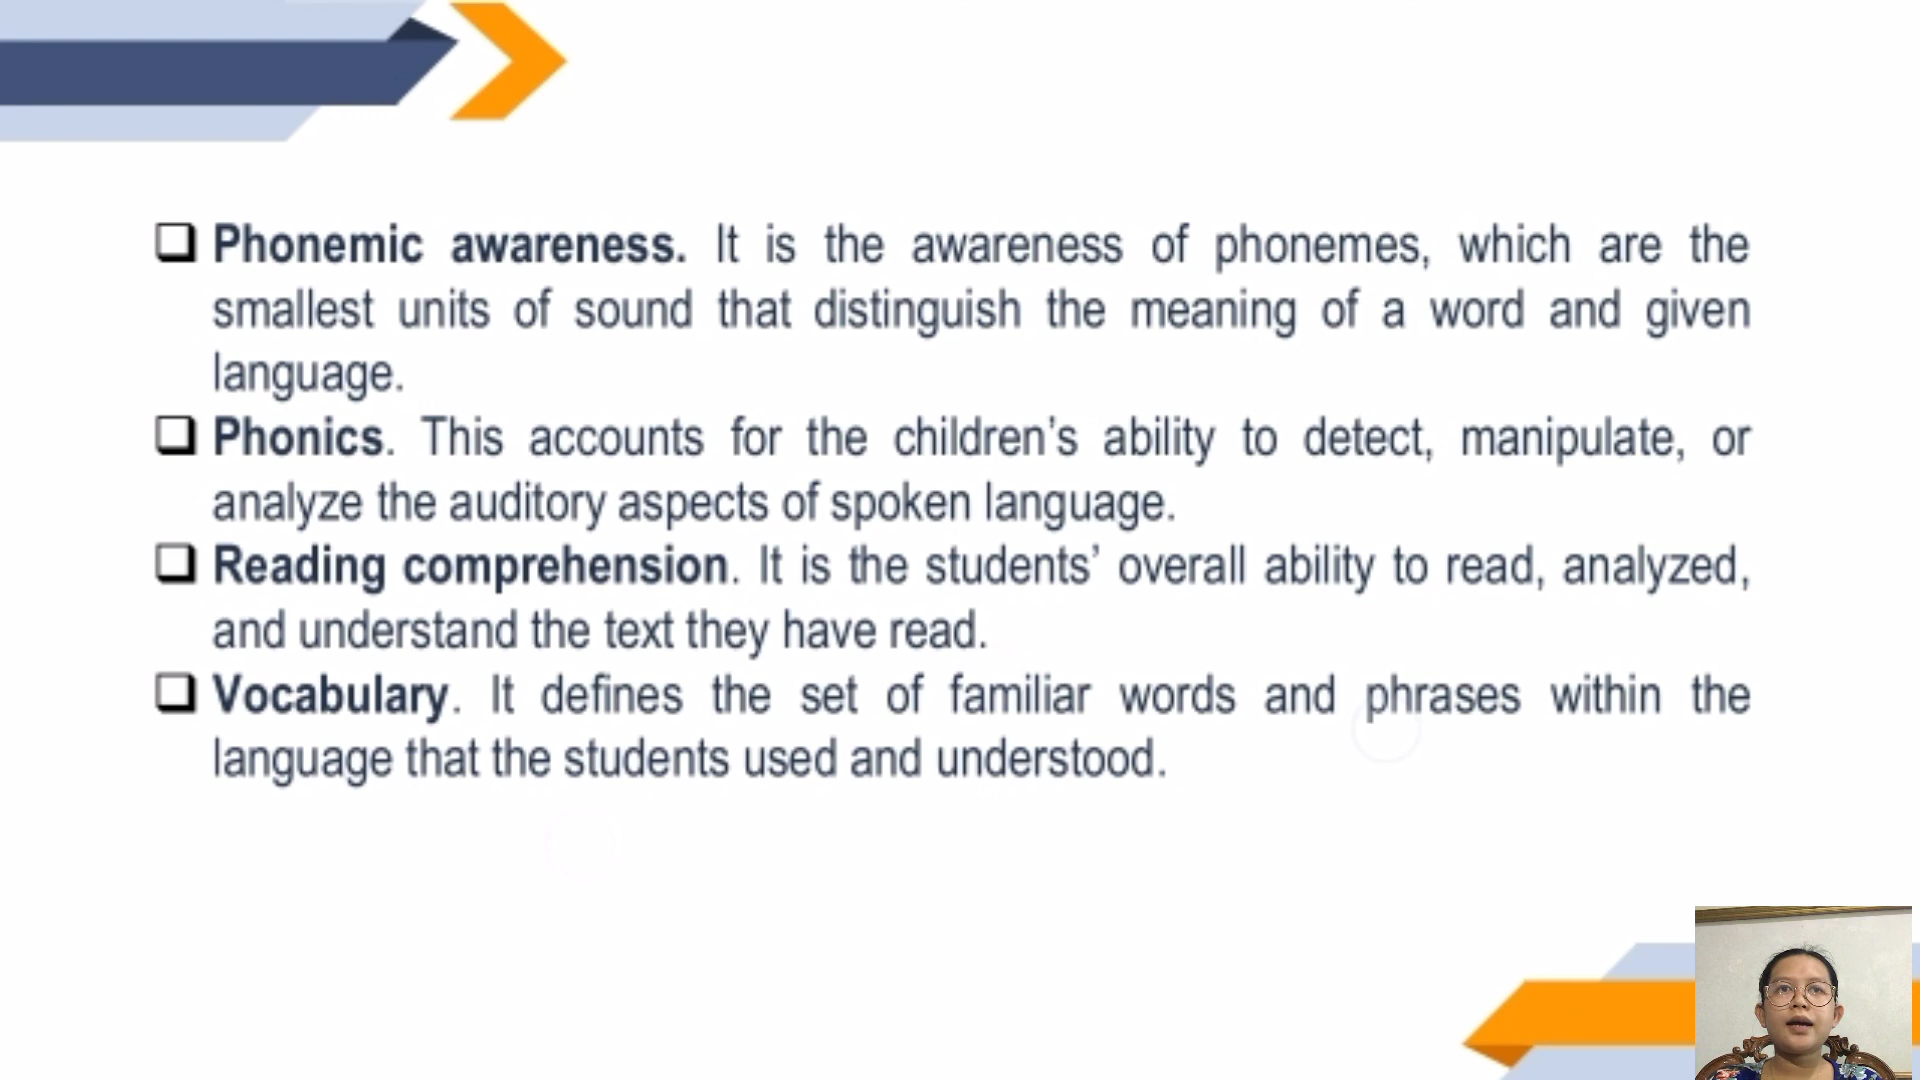 Phonemic awareness. It is the awareness of phonemes, which are the
smallest units of sound that distinguish the meaning of a word and given
language.
Phonics. This accounts for the children’s ability to detect, manipulate, or
analyze the auditory aspects of spoken language.
Reading comprehension. It is the students’ overall ability to read, analyzed,
and understand the text they have read.
Vocabulary. It defines the set of familiar words and phrases within the
language that the students used and understood.